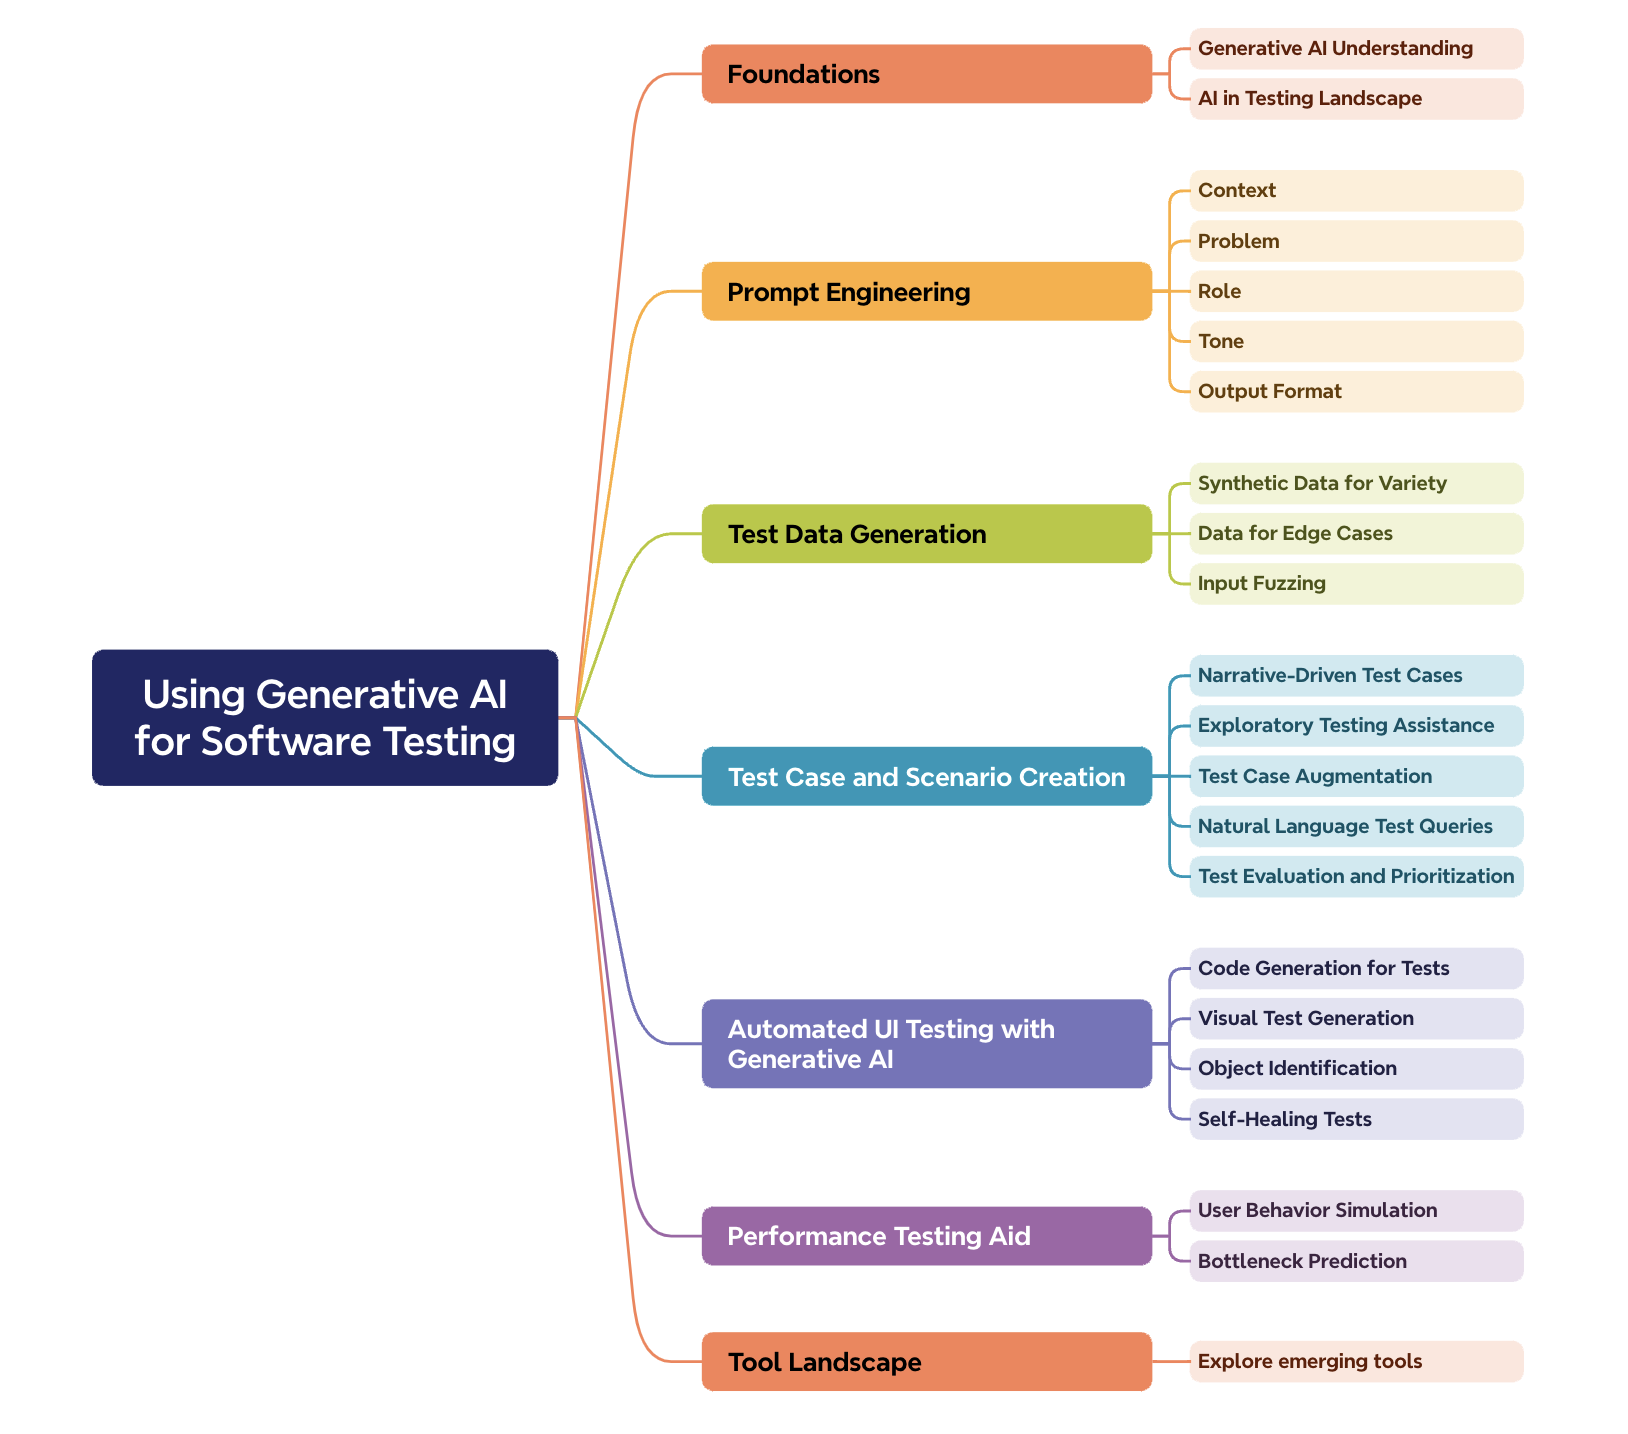 Using Generative AI
for Software Testing
Foundations
Generative AI Understanding
AI in Testing Landscape
Prompt Engineering
Context
Problem
Role
Tone
Output Format
Test Data Generation
Synthetic Data for Variety
Data for Edge Cases
Input Fuzzing
Test Case and Scenario Creation
Narrative-Driven Test Cases
Exploratory Testing Assistance
Test Case Augmentation
Natural Language Test Queries
Test Evaluation and Prioritization
Automated UI Testing with
Generative AI
Code Generation for Tests
Visual Test Generation
Object Identification
Self-Healing Tests
Performance Testing Aid
User Behavior Simulation
Bottleneck Prediction
Tool Landscape
Explore emerging tools